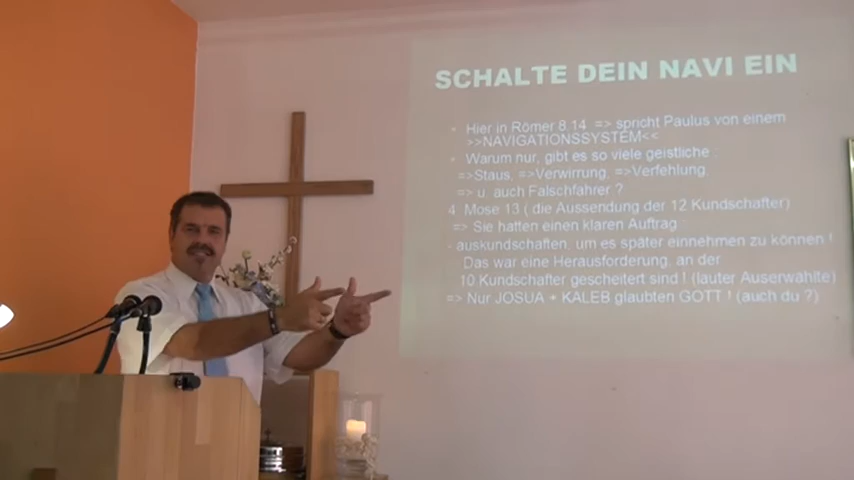 SCHALTE DEIN NAVI EIN
Hier in Römer 8.14 => spricht Paulus von einem
>>NAVIGATIONSSYSTEM<<
Warum nur, gibt es so viele geistliche :
=>Staus, =>Verwirrung, =>Verfehlung,
=> u. auch Falschfahrer ?
4. Mose 13 ( die Aussendung der 12 Kundschafter)
=> Sie hatten einen klaren Auftrag:
- auskundschaften, um es später einnehmen zu können !
Das war eine Herausforderung, an der
10 Kundschafter gescheitert sind ! (lauter Auserwählte)
=> Nur JOSUA + KALEB glaubten GOTT ! (auch du ?)